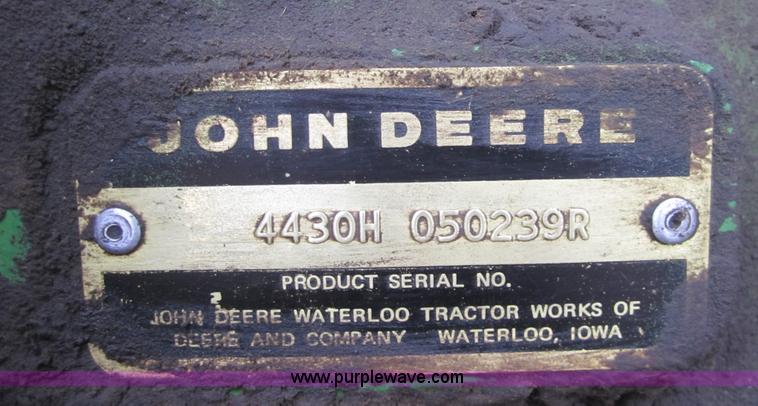 JOHN DEERE
4430H 050239R
PRODUCT SERIAL NO.
JOHN DEERE WATERLOO TRACTOR WORKS OF
DEERE AND COMPANY WATERLOO, IOWA
www.purplewave.com